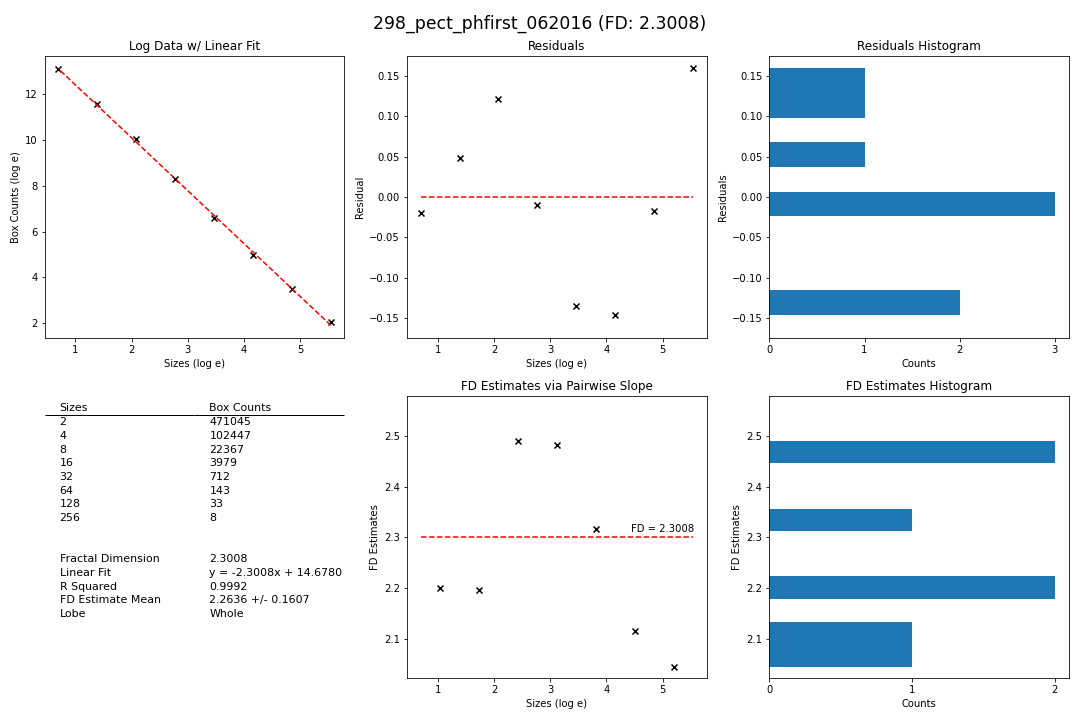 298_pect_phfirst_062016 (FD: 2.3008)
Log Data w/ Linear Fit
12
10
8
6
4
2
Box Counts (log e)
1 2 3 4 5
Sizes (log e)
Residuals
0.15
0.10
0.05
0.00
−0.05
−0.10
−0.15
Residual
1 2 3 4 5
Sizes (log e)
Residuals Histogram
0.15
0.10
0.05
0.00
−0.05
−0.10
−0.15
Residuals
0 1 2 3
Counts
Sizes Box Counts
2 471045
4 102447
8 22367
16 3979
32 712
64 143
128 33
256 8
Fractal Dimension 2.3008
Linear Fit y = -2.3008x + 14.6780
R Squared 0.9992
FD Estimate Mean 2.2636 +/- 0.1607
Lobe Whole
FD Estimates via Pairwise Slope
2.5
2.4
2.3
2.2
2.1
FD Estimates
FD = 2.3008
1 2 3 4 5
Sizes (log e)
FD Estimates Histogram
2.5
2.4
2.3
2.2
2.1
FD Estimates
0 1 2
Counts